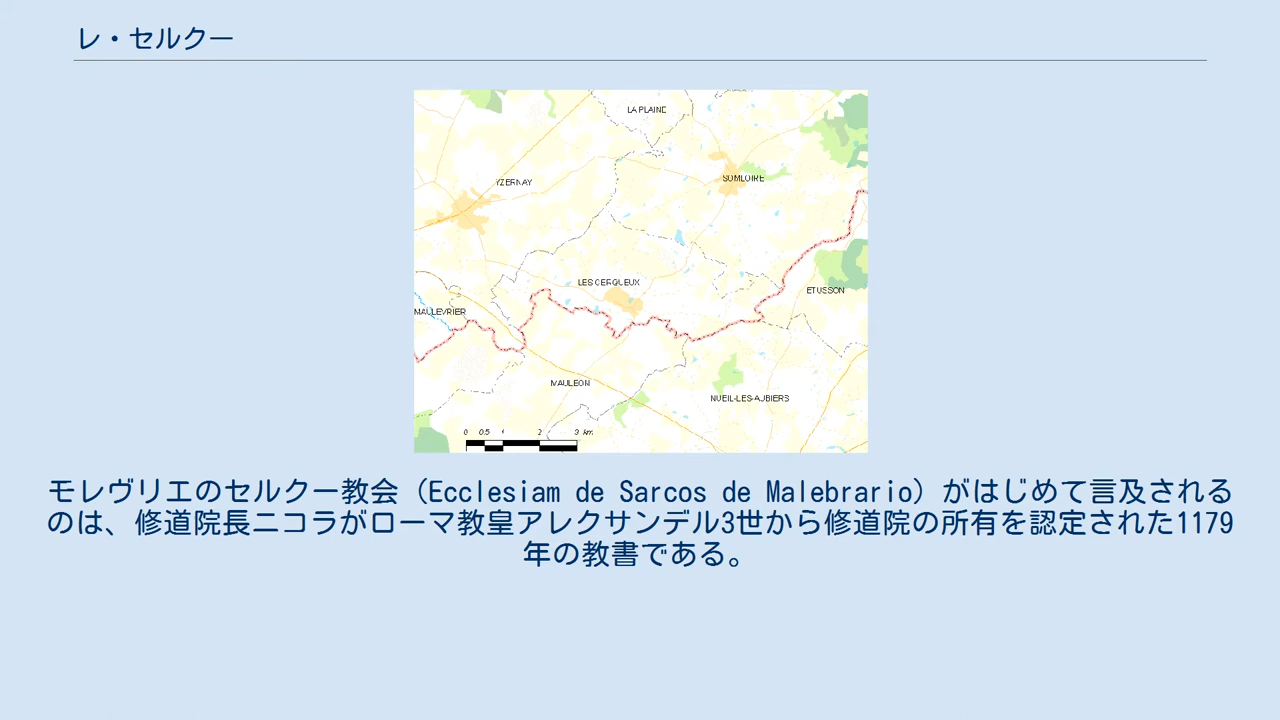 レ・セルクー
LA PLAINE
YZERNAY
SOMLOIRE
LES CERQUEUX
ETUSSON
MAULEVRIER
MAULEON
NUEIL-LES-AUBIERS
0 0.5 1 2 3 km
モレヴリエのセルクー教会（Ecclesiam de Sarcos de Malebrario）がはじめて言及される
のは、修道院長ニコラがローマ教皇アレクサンデル3世から修道院の所有を認定された1179
年の教書である。